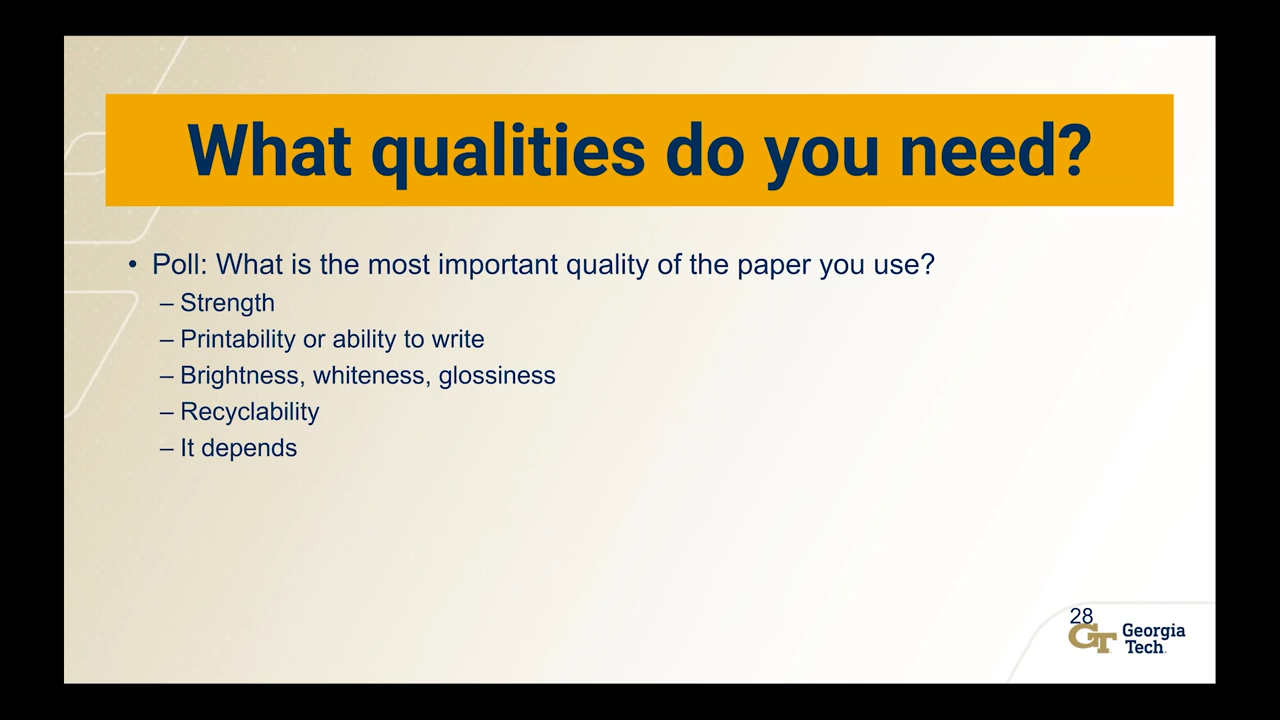 What qualities do you need?
• Poll: What is the most important quality of the paper you use?
– Strength
– Printability or ability to write
– Brightness, whiteness, glossiness
– Recyclability
– It depends
28
GT Georgia
Tech